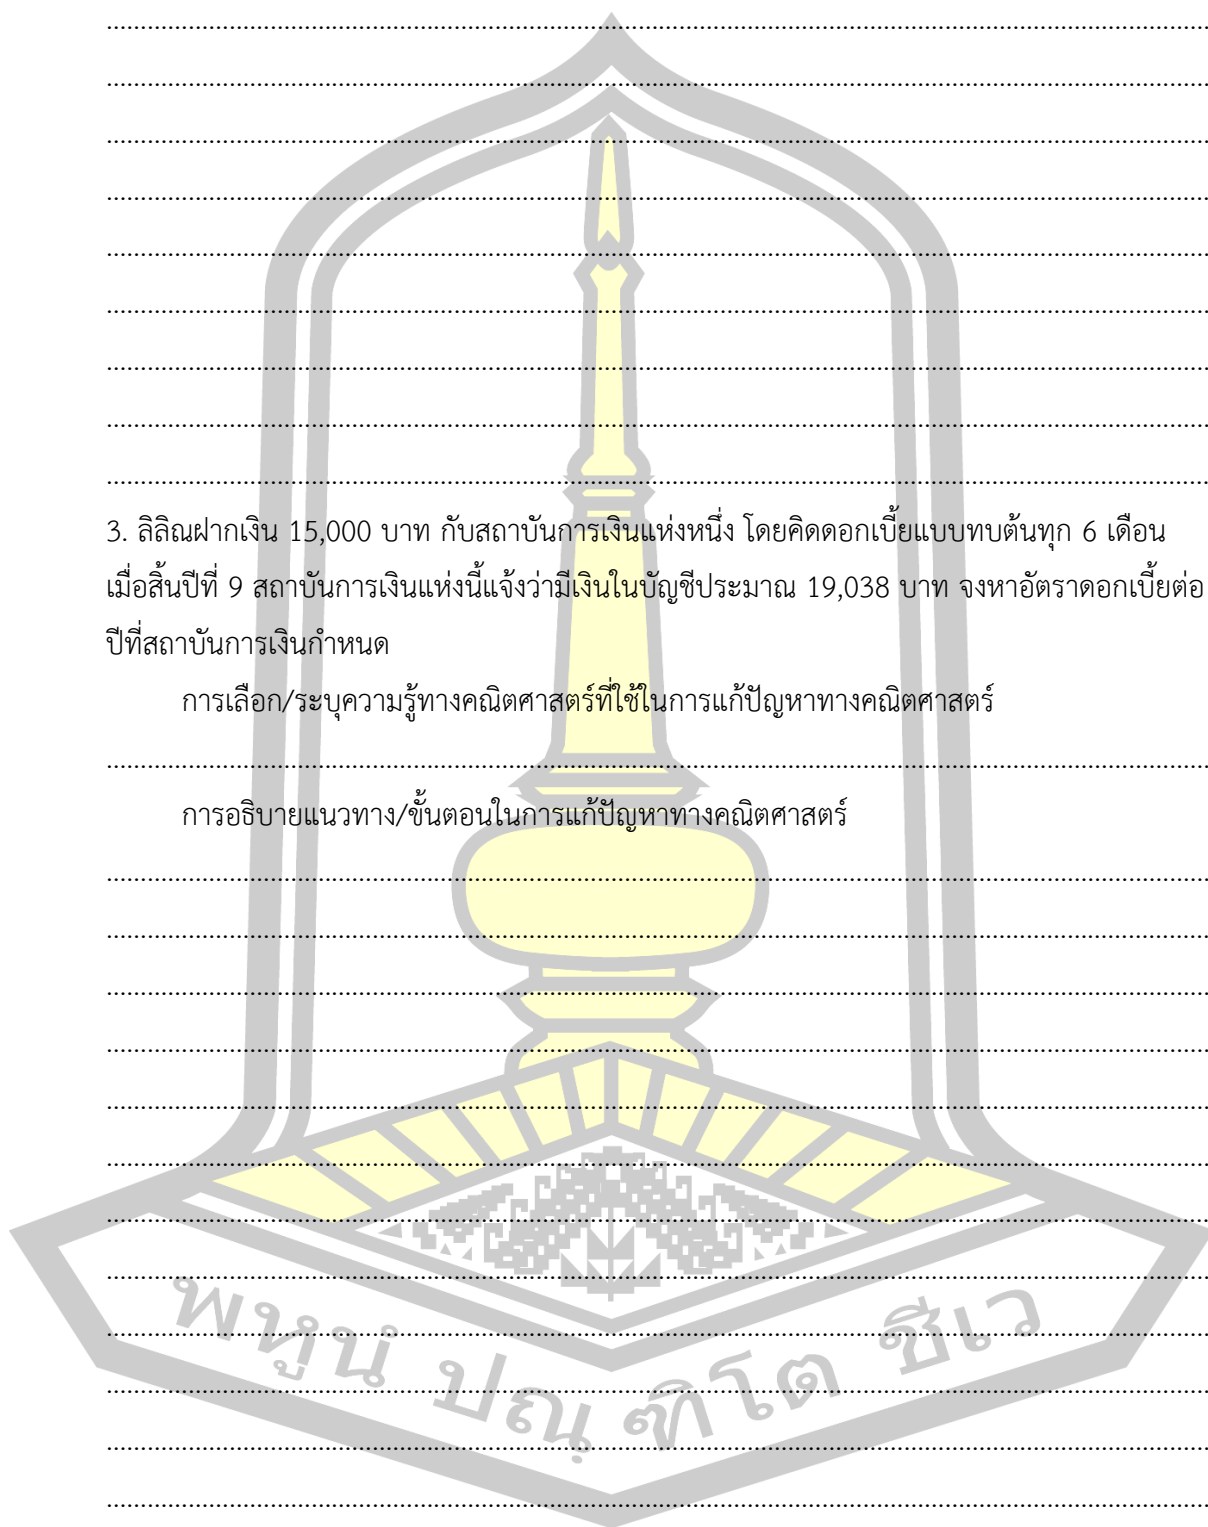 3. ลิลิณฝากเงิน 15,000 บาท กับสถาบันการเงินแห่งหนึ่ง โดยคิดดอกเบี้ยแบบทบต้นทุก 6 เดือน
เมื่อสิ้นปีที่ 9 สถาบันการเงินแห่งนี้แจ้งว่ามีเงินในบัญชีประมาณ 19,038 บาท จงหาอัตราดอกเบี้ยต่อ
ปีที่สถาบันการเงินกำหนด
การเลือก/ระบุความรู้ทางคณิตศาสตร์ที่ใช้ในการแก้ปัญหาทางคณิตศาสตร์
การอธิบายแนวทาง/ขั้นตอนในการแก้ปัญหาทางคณิตศาสตร์
พหูนํ ปณฺฑิโต ชีเว